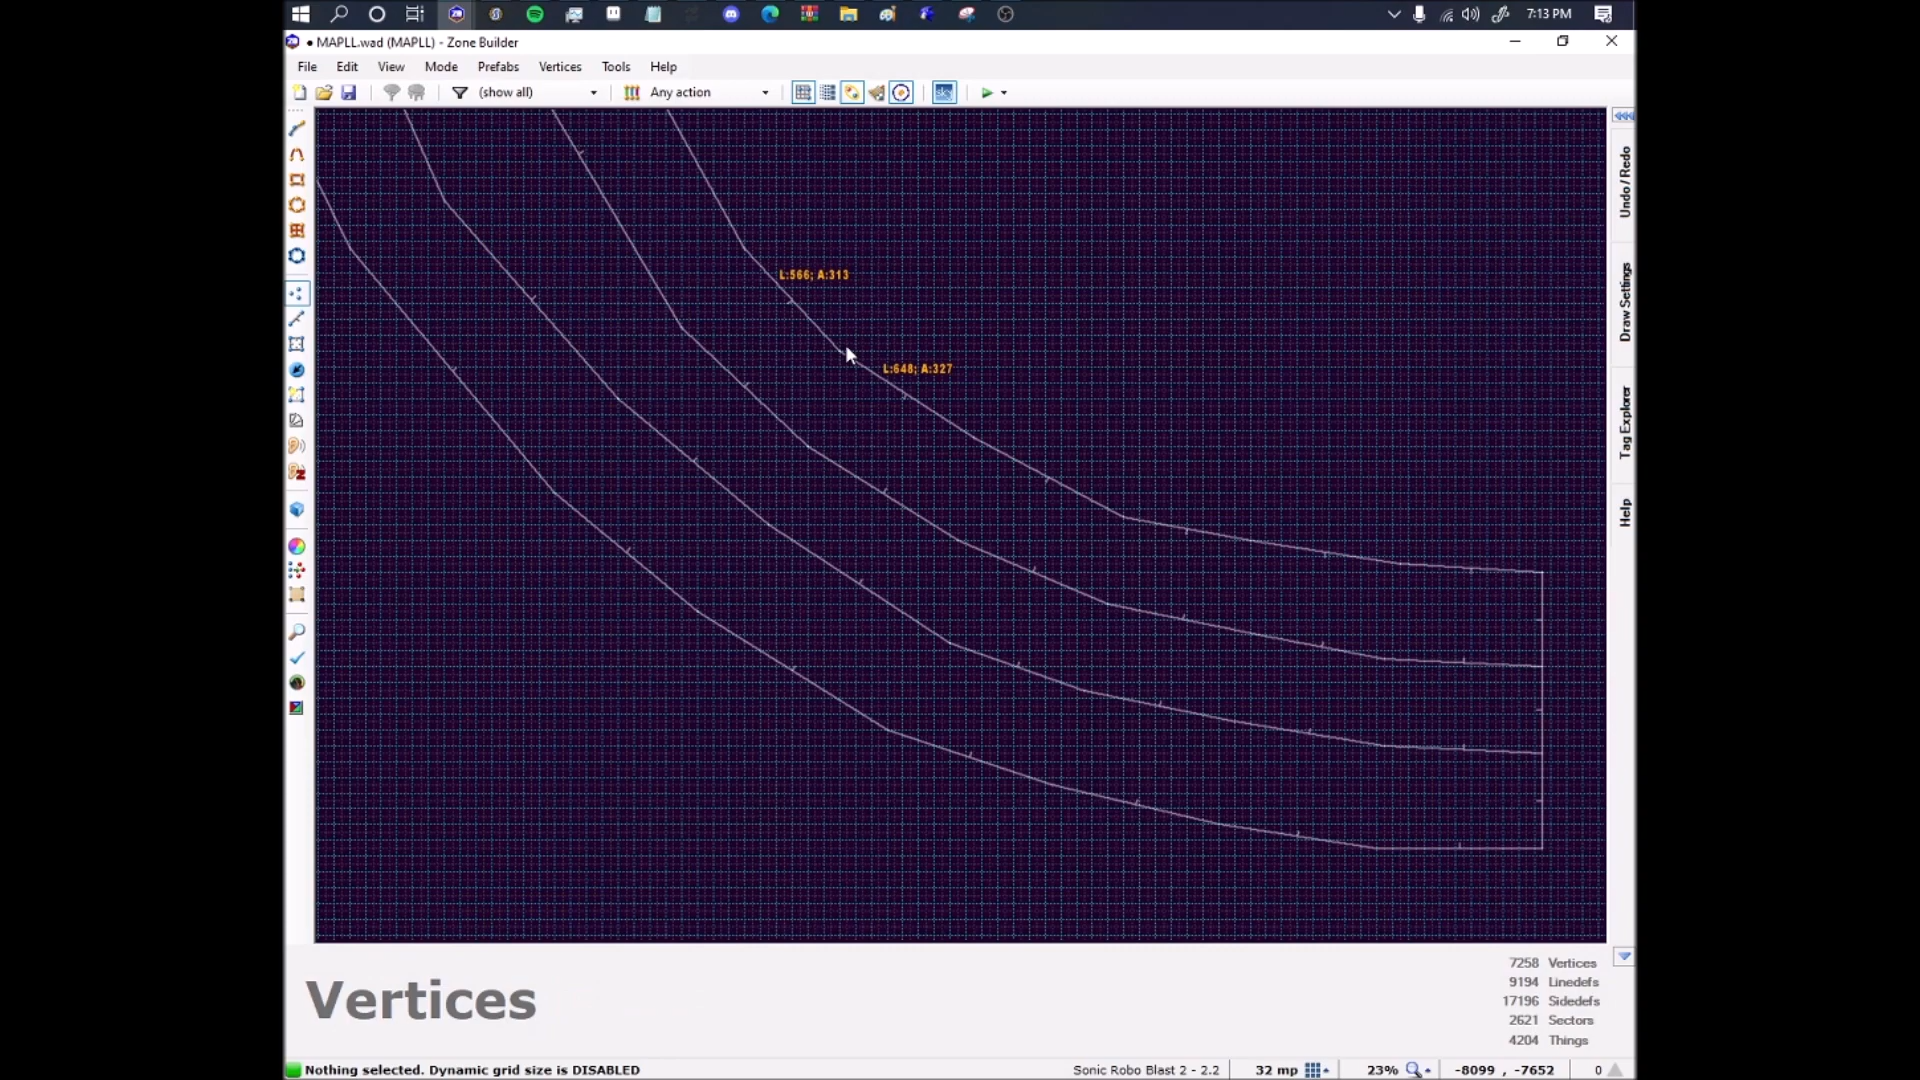 7:13 PM
• MAPLL.wad (MAPLL) - Zone Builder
File Edit View Mode Prefabs Vertices Tools Help
(show all) Any action sky
Undo/Redo
Draw Settings
Tag Explorer
Help
L:566; A:313
L:648; A:327
Vertices
7258 Vertices
9194 Linedefs
17196 Sidedefs
2621 Sectors
4204 Things
Nothing selected. Dynamic grid size is DISABLED Sonic Robo Blast 2 - 2.2 32 mp 23% -8099 , -7652 0